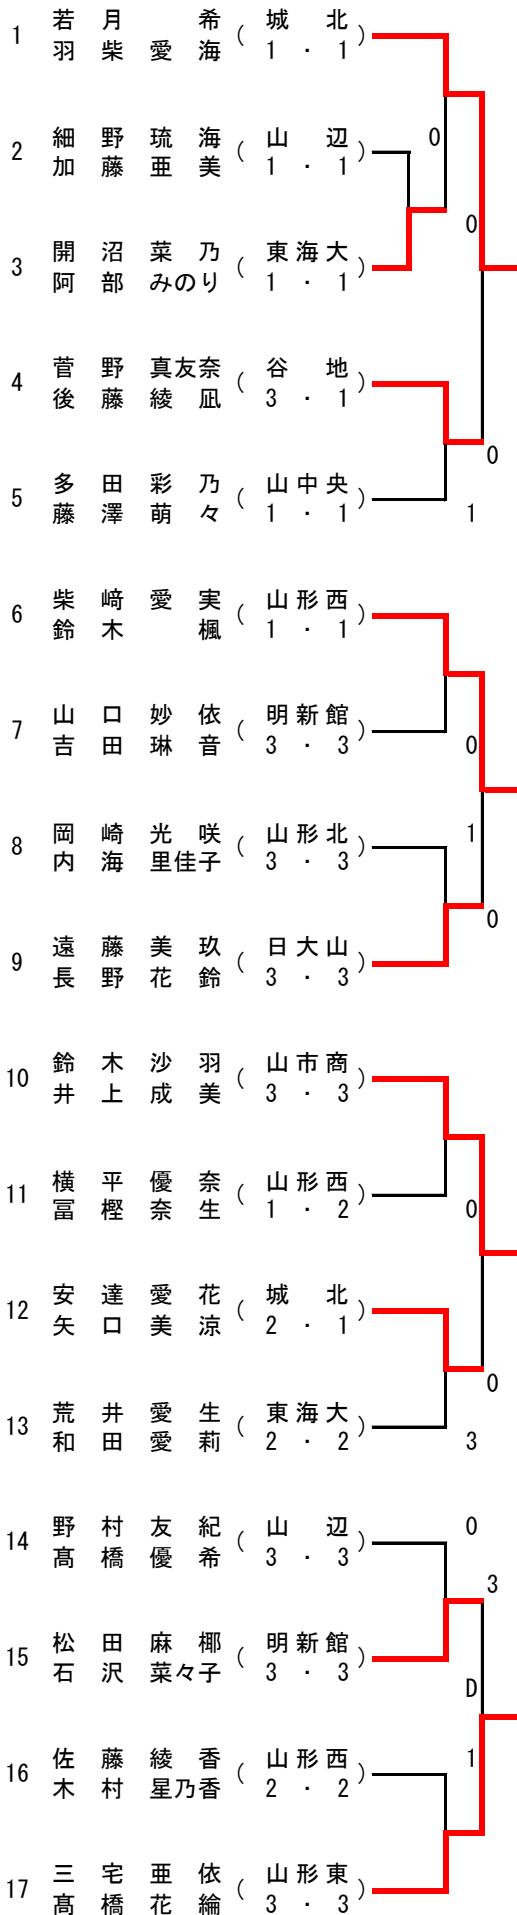 若月 希 ( 城 北 )
1
羽柴愛海 1 ・ 1
0
細野琉海 ( 山 辺 )
2
加藤亜美 1 ・ 1
0
開沼菜乃 ( 東海大 )
3
阿部みのり 1 ・ 1
菅野真友奈 ( 谷 地 )
4
後藤綾凪 3 ・ 1
0
多田彩乃 ( 山中央 )
5
藤澤萌々 1 ・ 1
1
柴﨑愛実 ( 山形西 )
6
鈴木 楓 1 ・ 1
山口妙依 ( 明新館 )
7
吉田琳音 3 ・ 3
0
岡崎光咲 ( 山形北 )
8
内海里佳子 3 ・ 3
1
0
遠藤美玖 ( 日大山 )
9
長野花鈴 3 ・ 3
鈴木沙羽 ( 山市商 )
10
井上成美 3 ・ 3
横平優奈 ( 山形西 )
11
冨樫奈生 1 ・ 2
0
安達愛花 ( 城 北 )
12
矢口美涼 2 ・ 1
0
荒井愛生 ( 東海大 )
13
和田愛莉 2 ・ 2
3
野村友紀 ( 山 辺 )
14
髙橋優希 3 ・ 3
0
3
松田麻椰 ( 明新館 )
15
石沢菜々子 3 ・ 3
D
佐藤綾香 ( 山形西 )
16
木村星乃香 2 ・ 2
1
三宅亜依 ( 山形東 )
17
髙橋花綸 3 ・ 3